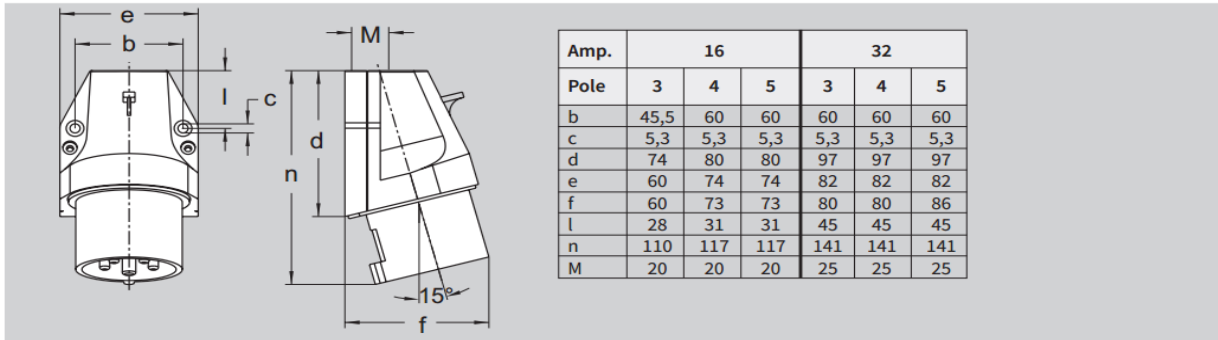 e
b
l
c
M
d
n
15°
f
Amp. 16 32
Pole 3 4 5 3 4 5
b 45,5 60 60 60 60 60
c 5,3 5,3 5,3 5,3 5,3 5,3
d 74 80 80 97 97 97
e 60 74 74 82 82 82
f 60 73 73 80 80 86
l 28 31 31 45 45 45
n 110 117 117 141 141 141
M 20 20 20 25 25 25